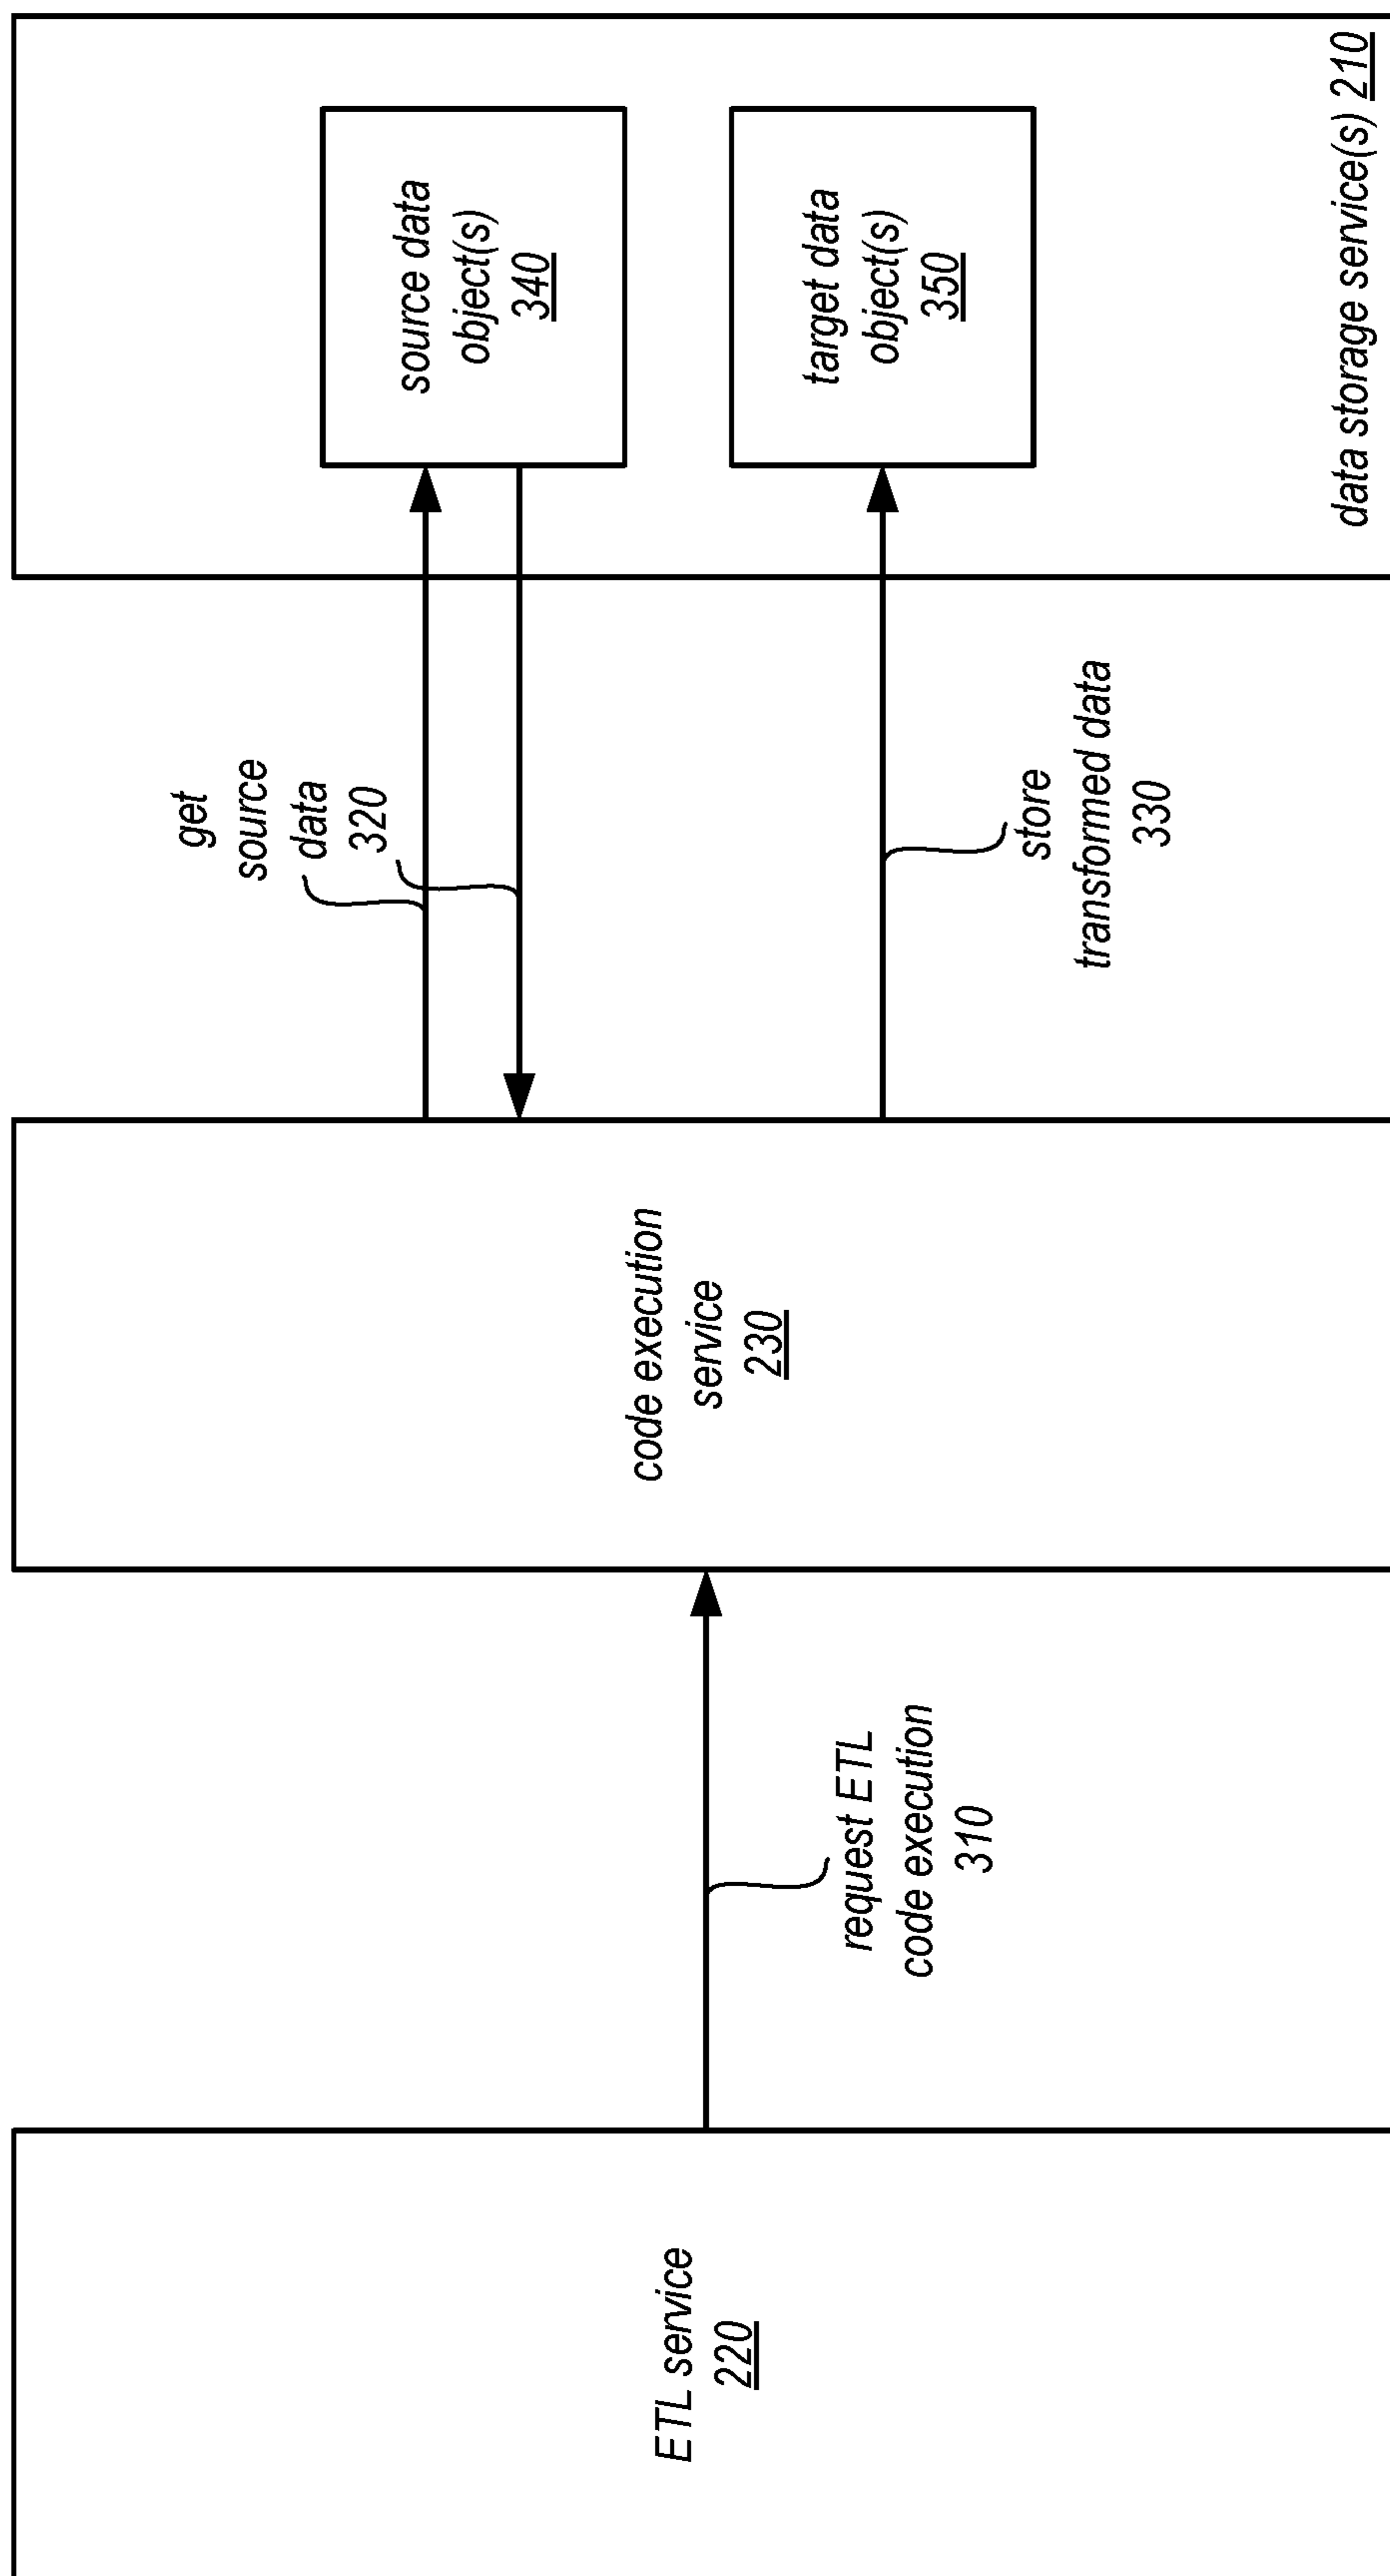 ETL service
220
request ETL
code execution
310
code execution
service
230
get
source
data
320
store
transformed data
330
source data
object(s)
340
target data
object(s)
350
data storage service(s) 210